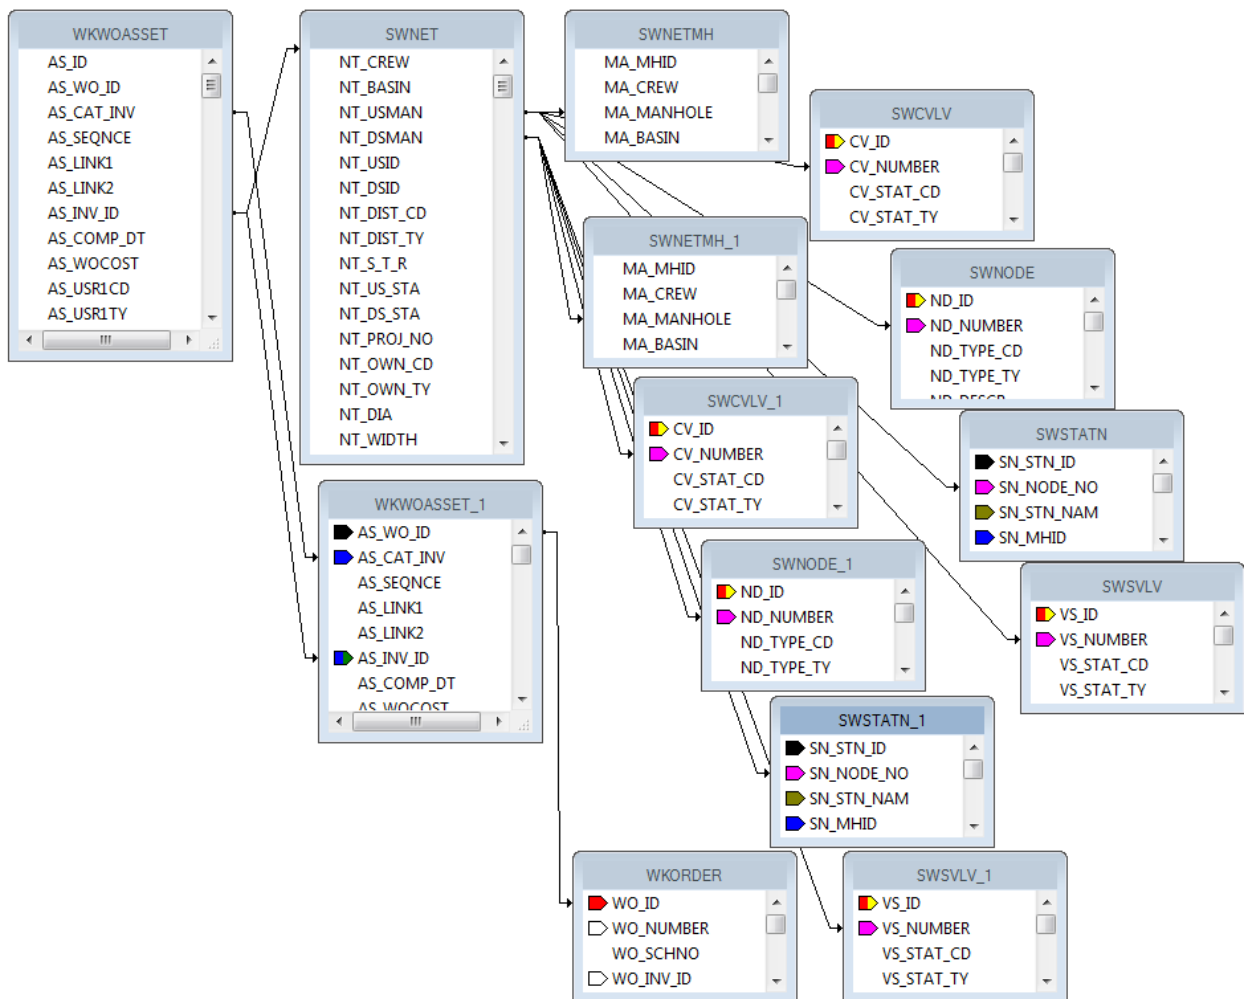 WKWOASSET
AS_ID
AS_WO_ID
AS_CAT_INV
AS_SEQNCE
AS_LINK1
AS_LINK2
AS_INV_ID
AS_COMP_DT
AS_WOCOST
AS_USR1CD
AS_USR1TY
SWNET
NT_CREW
NT_BASIN
NT_USMAN
NT_DSMAN
NT_USID
NT_DSID
NT_DIST_CD
NT_DIST_TY
NT_S_T_R
NT_US_STA
NT_DS_STA
NT_PROJ_NO
NT_OWN_CD
NT_OWN_TY
NT_DIA
NT_WIDTH
SWNETMH
MA_MHID
MA_CREW
MA_MANHOLE
MA_BASIN
SWCVLV
CV_ID
CV_NUMBER
CV_STAT_CD
CV_STAT_TY
SWNETMH_1
MA_MHID
MA_CREW
MA_MANHOLE
MA_BASIN
SWNODE
ND_ID
ND_NUMBER
ND_TYPE_CD
ND_TYPE_TY
ND_DESCR
SWCVLV_1
CV_ID
CV_NUMBER
CV_STAT_CD
CV_STAT_TY
SWSTATN
SN_STN_ID
SN_NODE_NO
SN_STN_NAM
SN_MHID
WKWOASSET_1
AS_WO_ID
AS_CAT_INV
AS_SEQNCE
AS_LINK1
AS_LINK2
AS_INV_ID
AS_COMP_DT
AS_WOCOST
SWNODE_1
ND_ID
ND_NUMBER
ND_TYPE_CD
ND_TYPE_TY
SWSVLV
VS_ID
VS_NUMBER
VS_STAT_CD
VS_STAT_TY
SWSTATN_1
SN_STN_ID
SN_NODE_NO
SN_STN_NAM
SN_MHID
WKORDER
WO_ID
WO_NUMBER
WO_SCHNO
WO_INV_ID
SWSVLV_1
VS_ID
VS_NUMBER
VS_STAT_CD
VS_STAT_TY